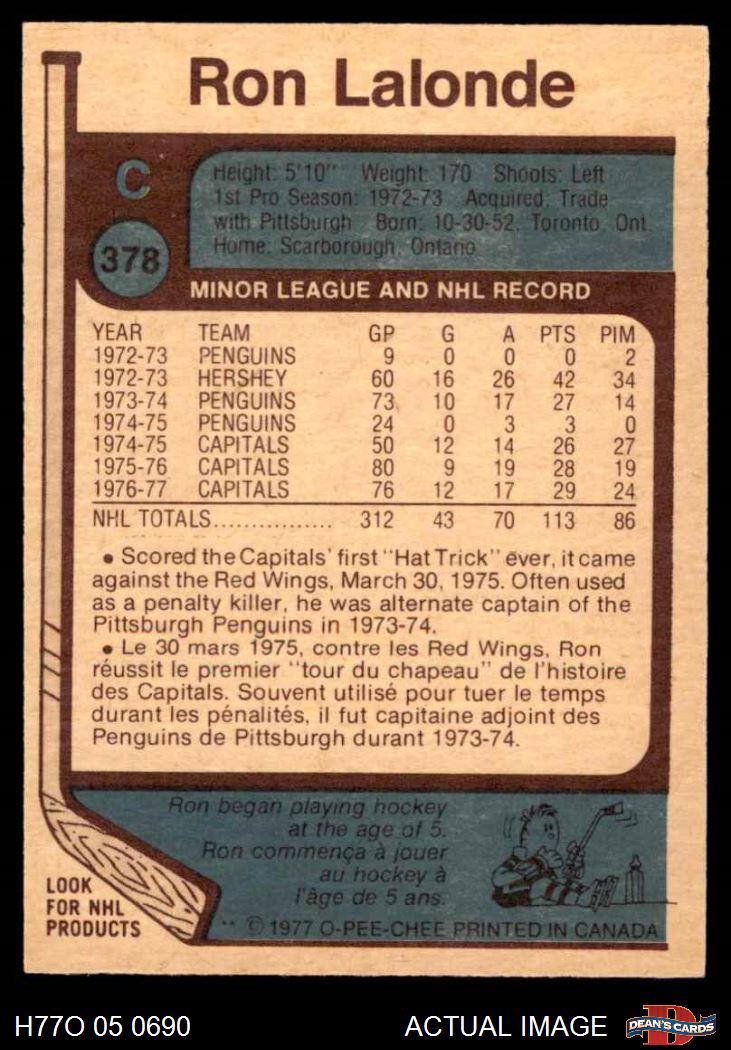 Ron Lalonde
C
Height: 5'10" Weight: 170 Shoots: Left
1st Pro Season: 1972-73 Acquired: Trade
with Pittsburgh Born: 10-30-52, Toronto, Ont.
Home: Scarborough, Ontario
378
MINOR LEAGUE AND NHL RECORD
YEAR TEAM GP G A PTS PIM
1972-73 PENGUINS 9 0 0 0 2
1972-73 HERSHEY 60 16 26 42 34
1973-74 PENGUINS 73 10 17 27 14
1974-75 PENGUINS 24 0 3 3 0
1974-75 CAPITALS 50 12 14 26 27
1975-76 CAPITALS 80 9 19 28 19
1976-77 CAPITALS 76 12 17 29 24
NHL TOTALS................ 312 43 70 113 86
• Scored the Capitals' first "Hat Trick" ever, it came
against the Red Wings, March 30, 1975. Often used
as a penalty killer, he was alternate captain of the
Pittsburgh Penguins in 1973-74.
• Le 30 mars 1975, contre les Red Wings, Ron
réussit le premier "tour du chapeau" de l'histoire
des Capitals. Souvent utilisé pour tuer le temps
durant les pénalités, il fut capitaine adjoint des
Penguins de Pittsburgh durant 1973-74.
Ron began playing hockey
at the age of 5.
Ron commença à jouer
au hockey à
l'âge de 5 ans.
LOOK
FOR NHL
PRODUCTS
** © 1977 O-PEE-CHEE PRINTED IN CANADA
H77O 05 0690 ACTUAL IMAGE
D
DEAN'S CARDS